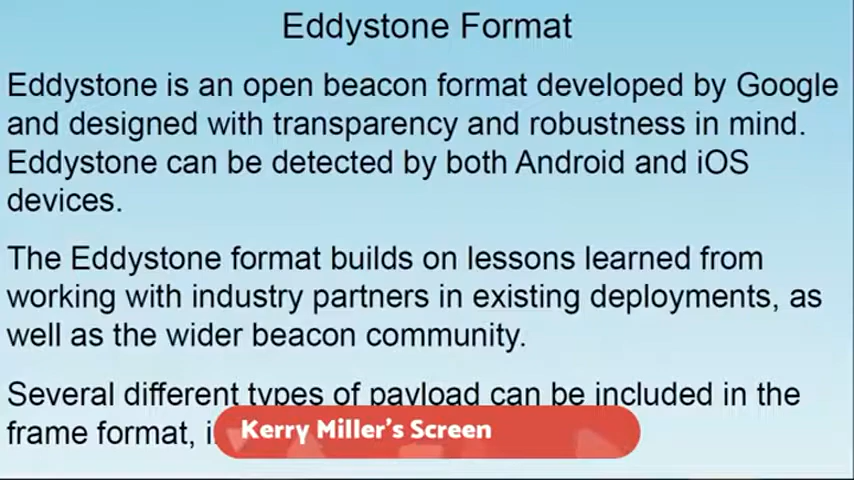 Eddystone Format
Eddystone is an open beacon format developed by Google
and designed with transparency and robustness in mind.
Eddystone can be detected by both Android and iOS
devices.
The Eddystone format builds on lessons learned from
working with industry partners in existing deployments, as
well as the wider beacon community.
Several different types of payload can be included in the
frame format,
Kerry Miller's Screen